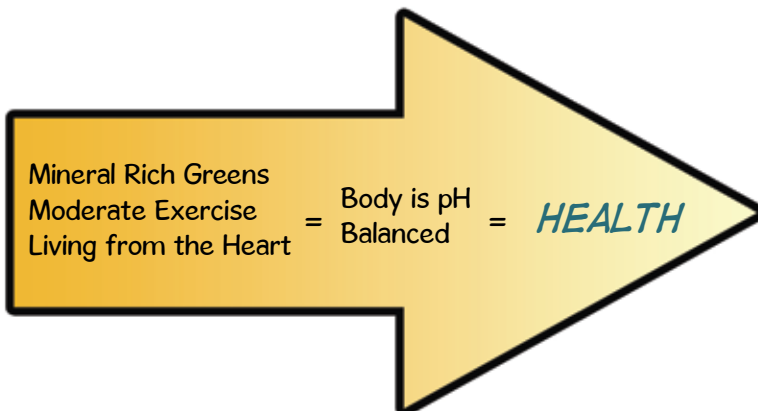 Mineral Rich Greens
Moderate Exercise
Living from the Heart
=
Body is pH
Balanced
=
HEALTH